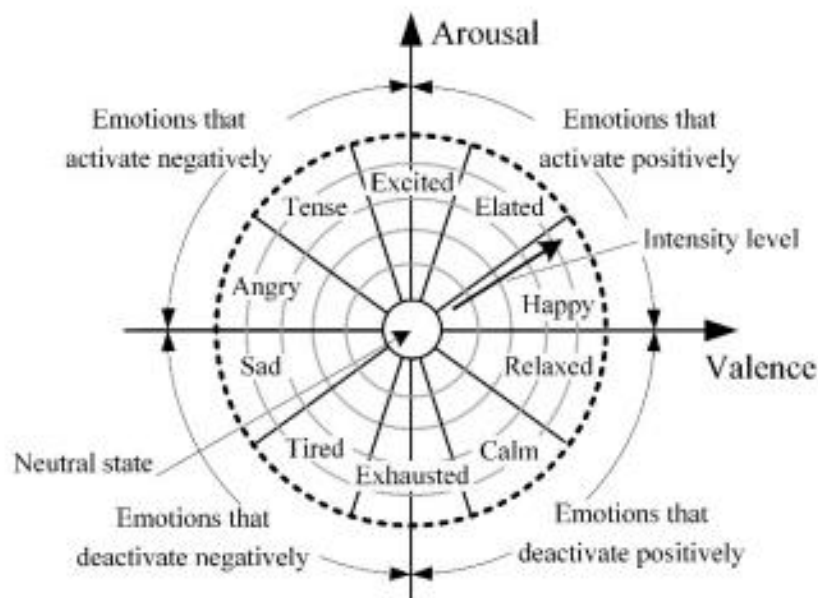 Arousal
Emotions that
activate negatively
Emotions that
activate positively
Excited
Tense
Elated
Intensity level
Angry
Happy
Valence
Sad
Relaxed
Neutral state
Tired
Calm
Exhausted
Emotions that
deactivate negatively
Emotions that
deactivate positively